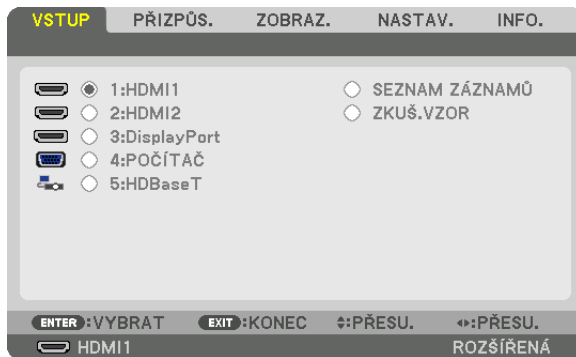 VSTUP PŘIZPŮS. ZOBRAZ. NASTAV. INFO.
1:HDMI1 SEZNAM ZÁZNAMŮ
2:HDMI2 ZKUŠ.VZOR
3:DisplayPort
4:POČÍTAČ
5:HDBaseT
ENTER:VYBRAT EXIT:KONEC :PŘESU. :PŘESU.
HDMI1 ROZŠÍŘENÁ